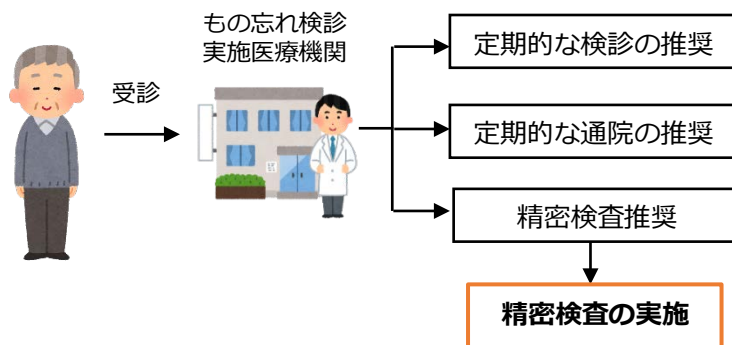 もの忘れ検診
実施医療機関
受診
定期的な検診の推奨
定期的な通院の推奨
精密検査推奨
精密検査の実施